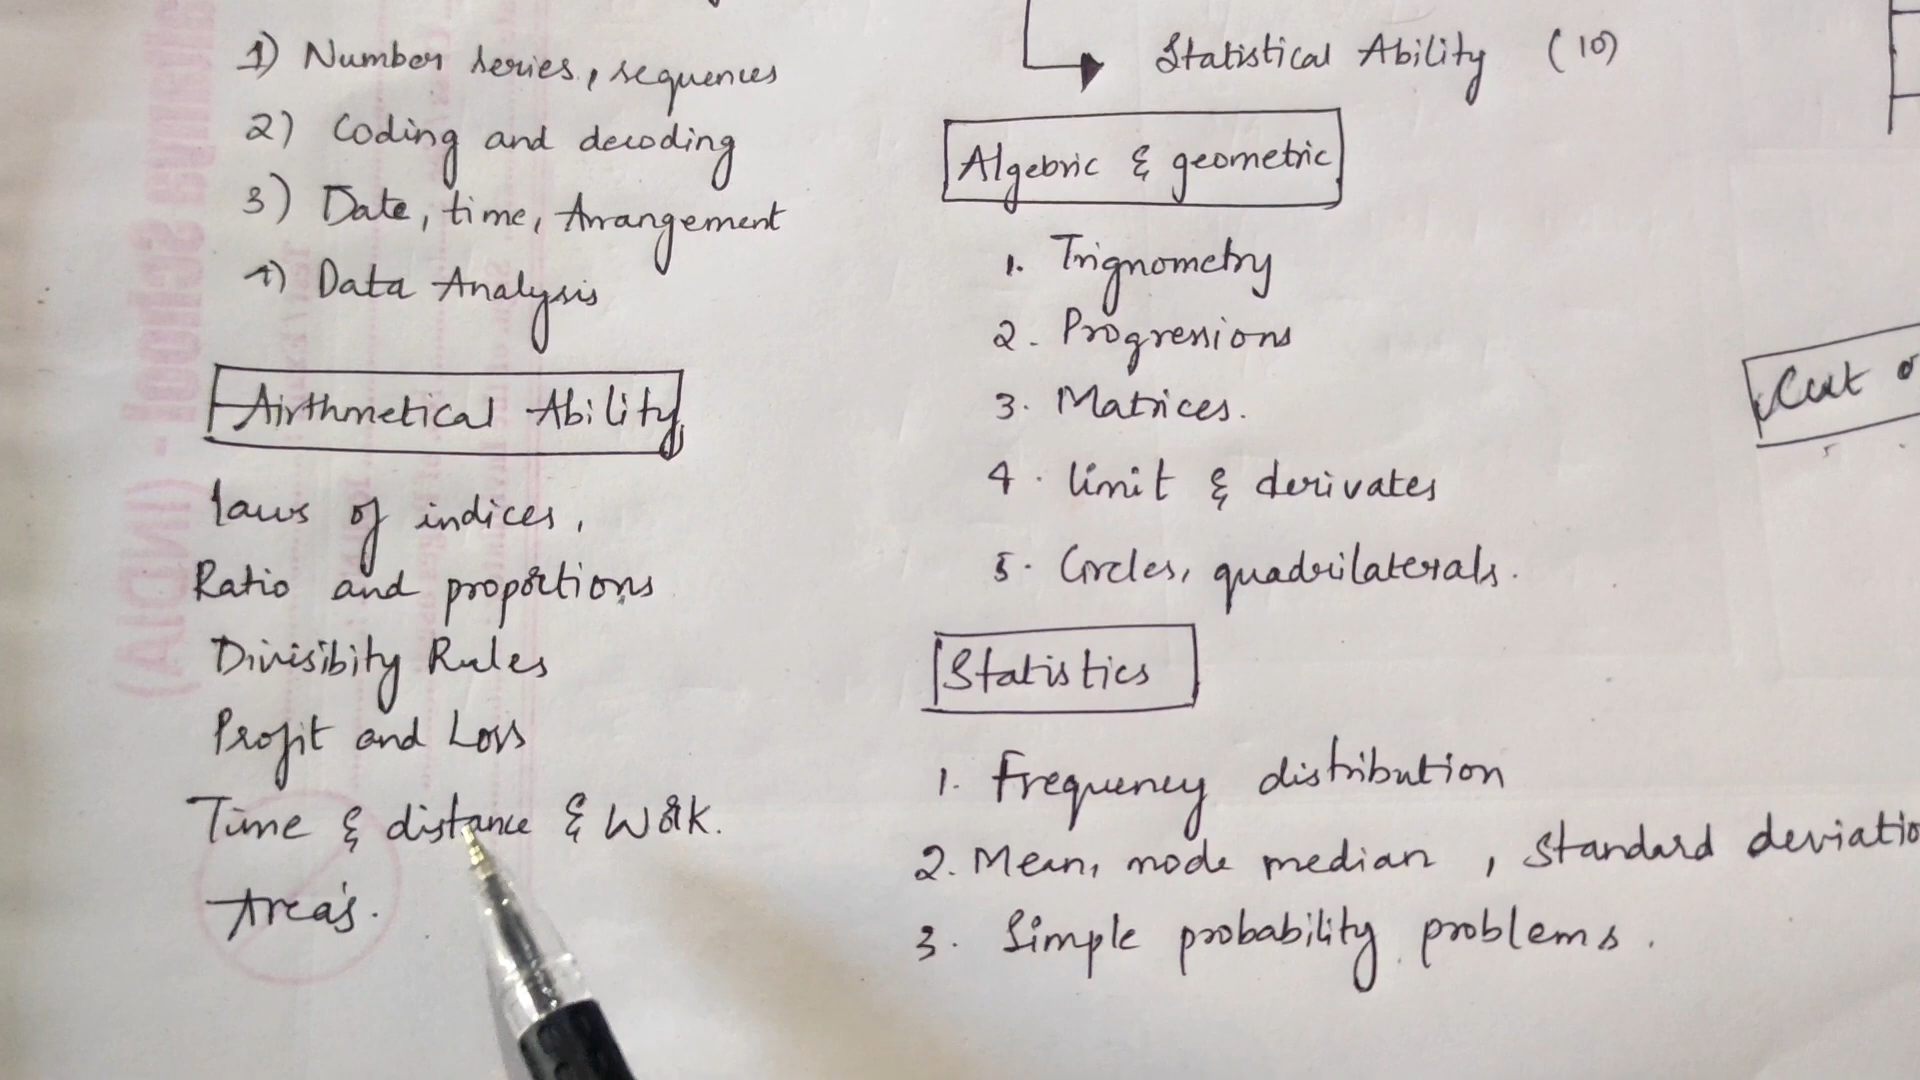 1) Number series, sequences
2) Coding and decoding
3) Date, time, Arrangement
4) Data Analysis
Airthmetical Ability
laws of indices,
Ratio and proportions
Divisibity Rules
Profit and Loss
Time & distance & Work.
Area's.
Statistical Ability (10)
Algebric & geometric
1. Trignometry
2. Progressions
3. Matrices.
4. limit & derivates
5. Circles, quadrilaterals.
Statistics
1. Frequency distribution
2. Mean, mode median, Standard deviatio
3. Simple probability problems.
Cut o
(INDIA)